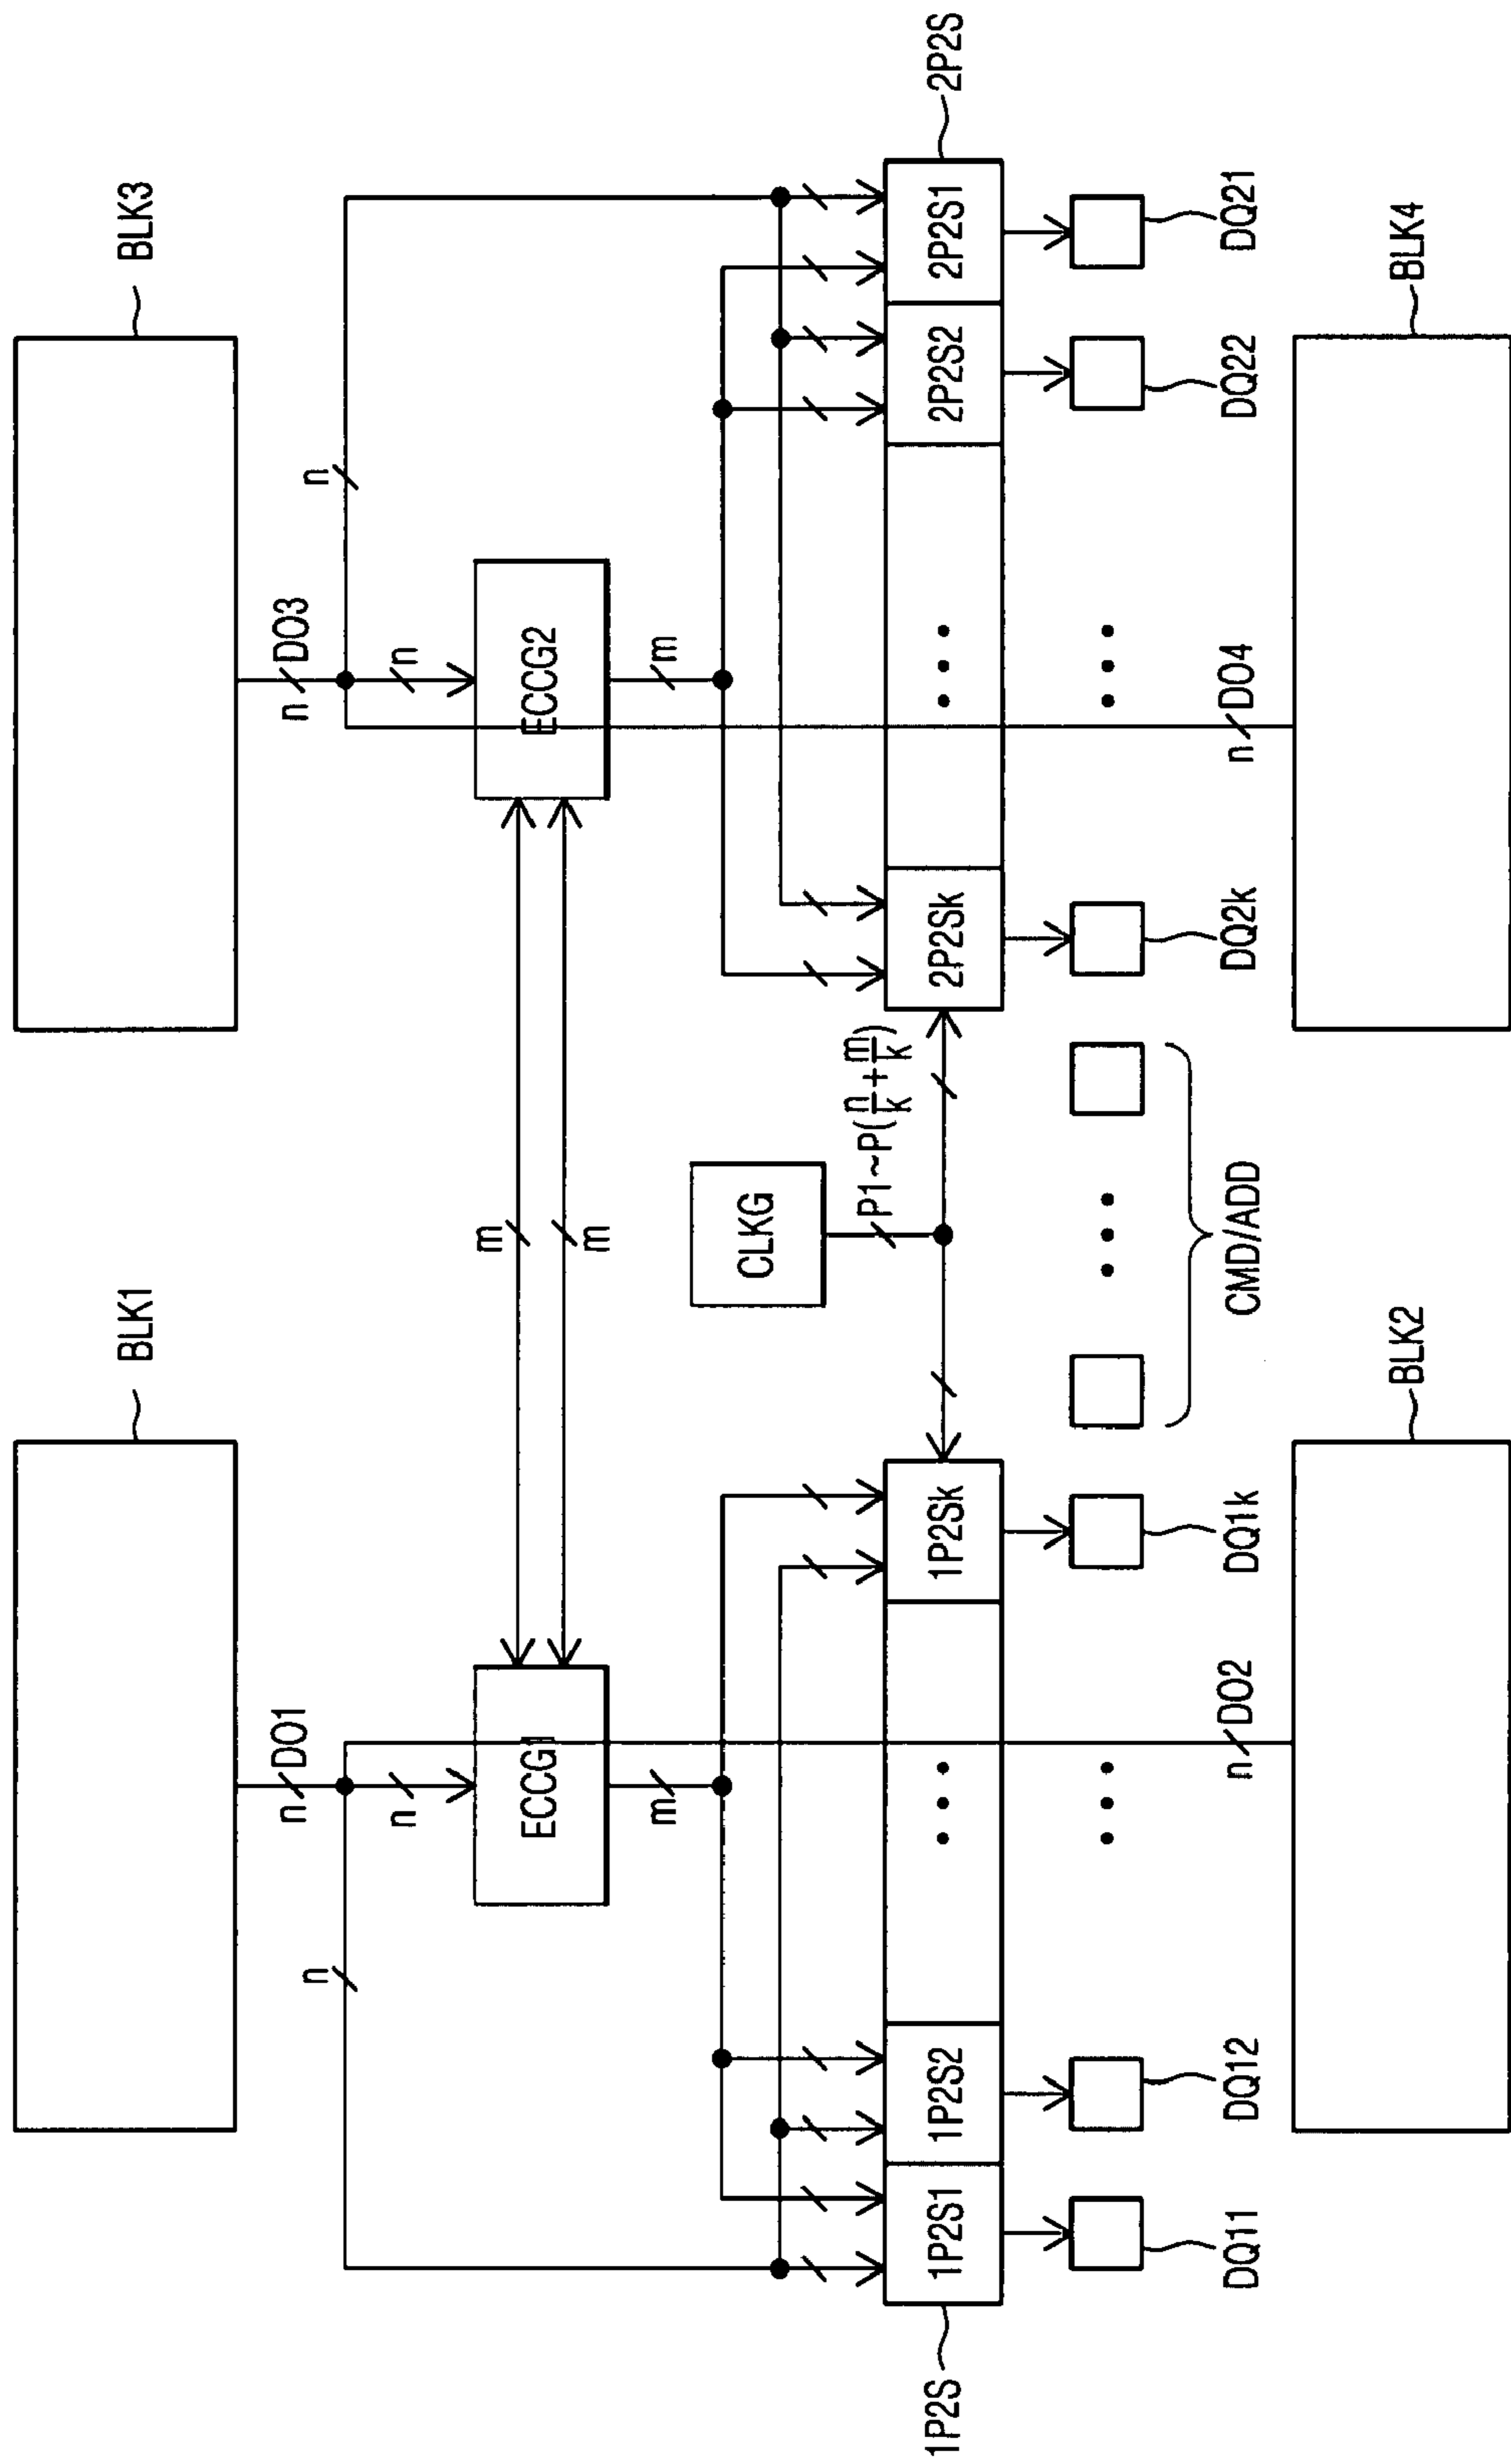 BLK1
BLK3
n DO1
n DO3
n
n
n
n
ECCG1
ECCG2
m
m
m
m
CLKG
P1~P(n/k+m/k)
1P2S
1P2S1
1P2S2
1P2Sk
2P2Sk
2P2S2
2P2S1
2P2S
DQ11
DQ12
n DO2
DQ1k
CMD/ADD
DQ2k
n DO4
DQ22
DQ21
BLK2
BLK4